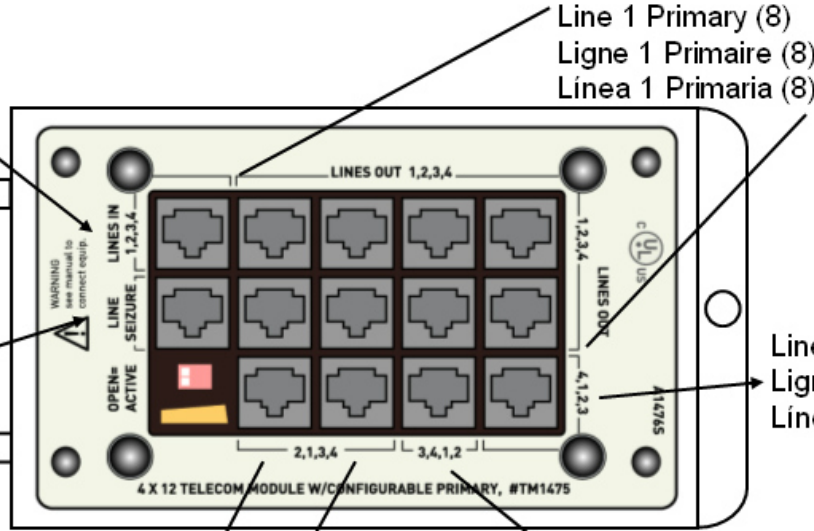 Line 1 Primary (8)
Ligne 1 Primaire (8)
Línea 1 Primaria (8)
LINES OUT 1,2,3,4
LINES IN
1,2,3,4
WARNING
see manual to
connect equip.
LINE
SEIZURE
OPEN=
ACTIVE
1,2,3,4
LINES OUT
4,1,2,3
C UL US
A14765
Line
Lign
Líne
2,1,3,4
3,4,1,2
4 X 12 TELECOM MODULE W/CONFIGURABLE PRIMARY, #TM1475